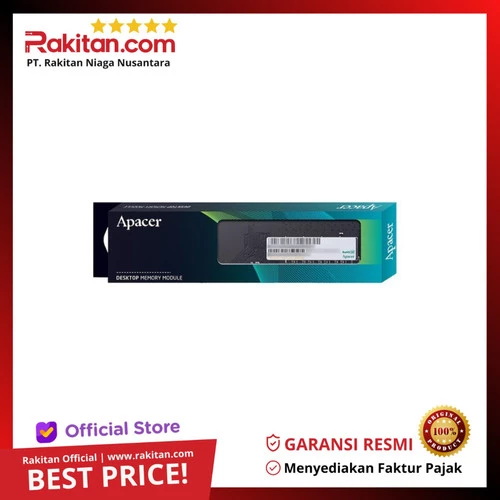 Rakitan.com
PT. Rakitan Niaga Nusantara
Apacer
Apacer
Apacer
DESKTOP MEMORY MODULE
Official Store
Rakitan Official | www.rakitan.com
BEST PRICE!
GARANSI RESMI
Menyediakan Faktur Pajak
ORIGINAL
100%
PRODUCT